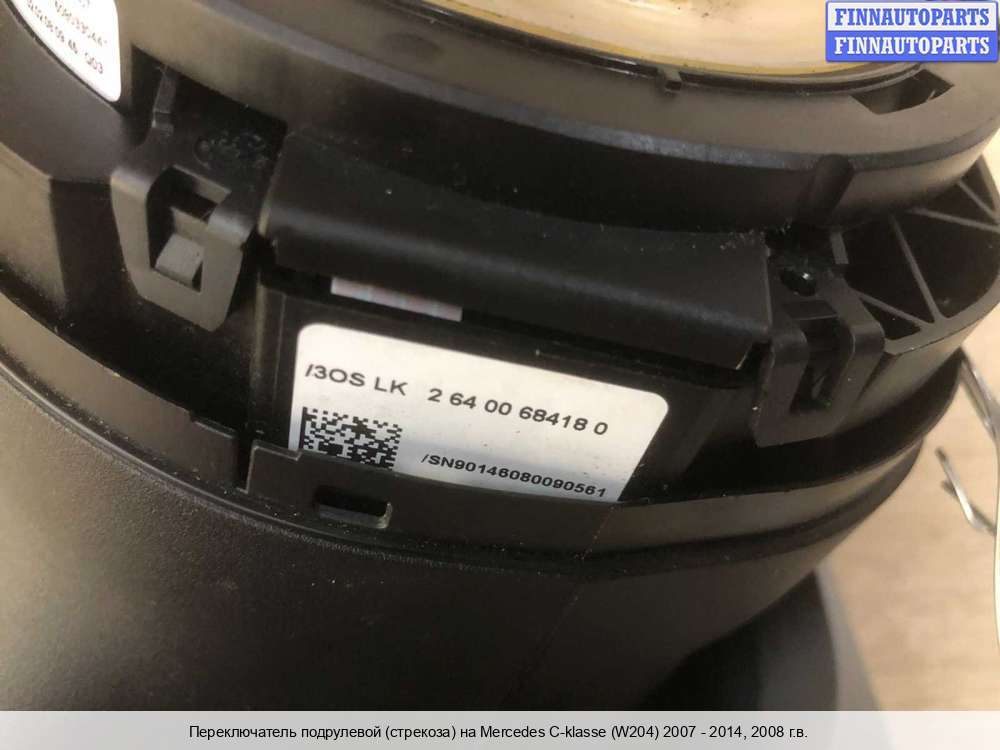 FINNAUTOPARTS
FINNAUTOPARTS
/3OS LK 2 64 00 68418 0
/SN90146080090561
Переключатель подрулевой (стрекоза) на Mercedes C-klasse (W204) 2007 - 2014, 2008 г.в.